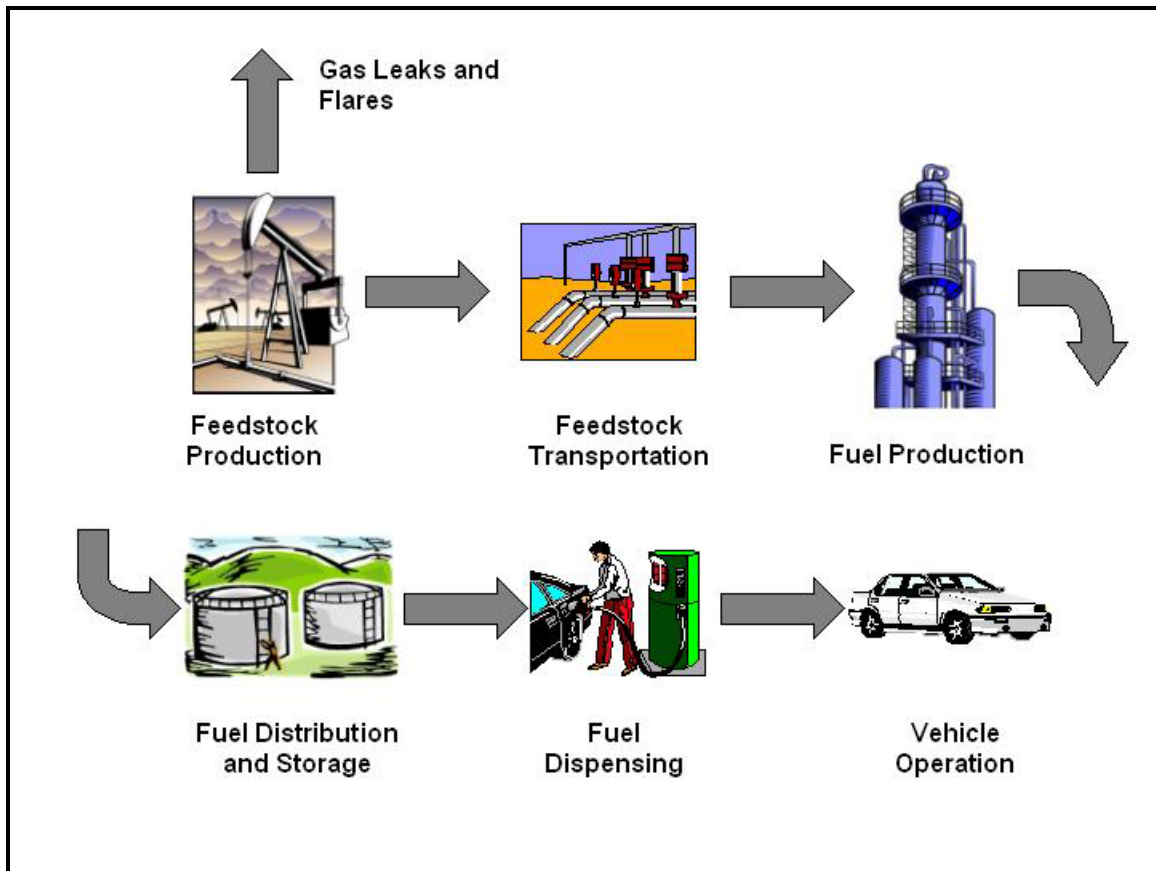 Gas Leaks and
Flares
Feedstock
Production
Feedstock
Transportation
Fuel Production
Fuel Distribution
and Storage
Fuel
Dispensing
Vehicle
Operation